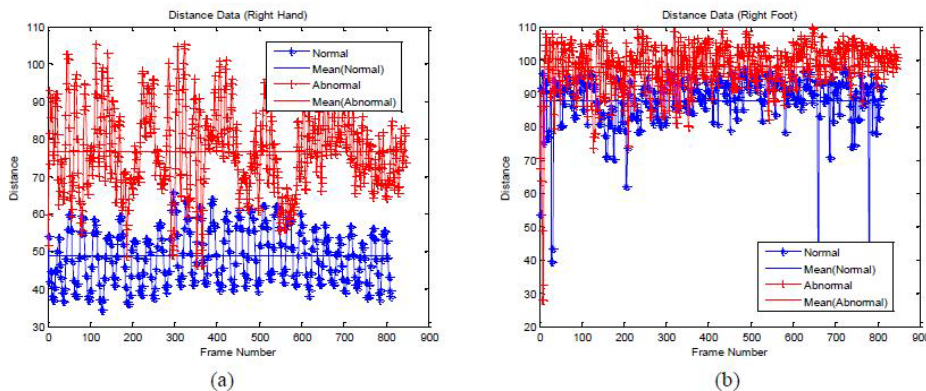 Distance Data (Right Hand)
110
100
90
80
70
60
50
40
30
Distance
Normal
Mean(Normal)
Abnormal
Mean(Abnormal)
0 100 200 300 400 500 600 700 800 900
Frame Number
(a)
Distance Data (Right Foot)
110
100
90
80
70
60
50
40
30
20
Distance
Normal
Mean(Normal)
Abnormal
Mean(Abnormal)
0 100 200 300 400 500 600 700 800 900
Frame Number
(b)